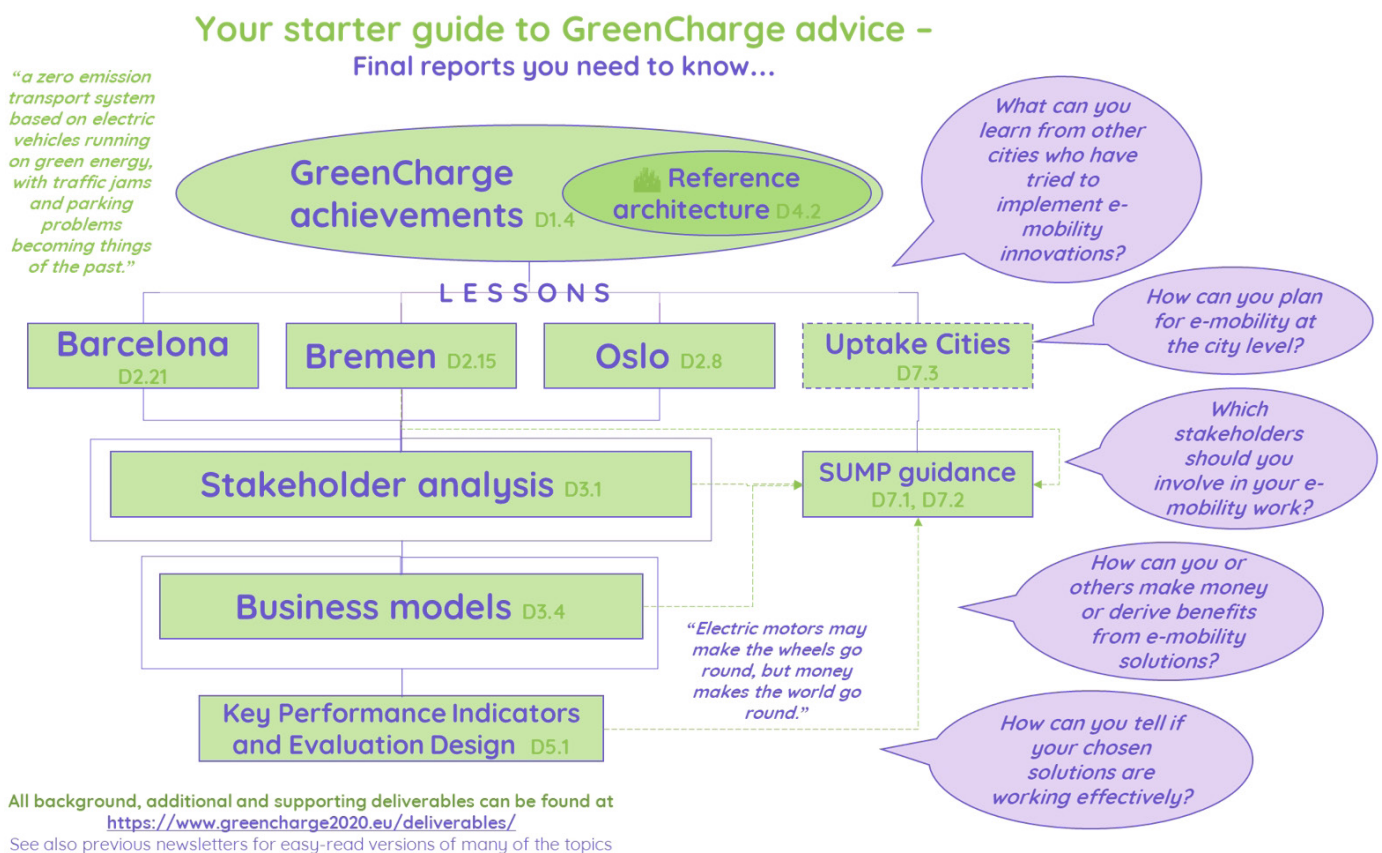 Your starter guide to GreenCharge advice –
Final reports you need to know...
“a zero emission
transport system
based on electric
vehicles running
on green energy,
with traffic jams
and parking
problems
becoming things
of the past.”
GreenCharge
achievements D1.4
Reference
architecture D4.2
What can you
learn from other
cities who have
tried to
implement e-
mobility
innovations?
LESSONS
Barcelona
D2.21
Bremen D2.15
Oslo D2.8
Uptake Cities
D7.3
How can you plan
for e-mobility at
the city level?
Stakeholder analysis D3.1
SUMP guidance
D7.1, D7.2
Which
stakeholders
should you
involve in your e-
mobility work?
Business models D3.4
How can you or
others make money
or derive benefits
from e-mobility
solutions?
“Electric motors may
make the wheels go
round, but money
makes the world go
round.”
Key Performance Indicators
and Evaluation Design D5.1
How can you tell if
your chosen
solutions are
working effectively?
All background, additional and supporting deliverables can be found at
https://www.greencharge2020.eu/deliverables/
See also previous newsletters for easy-read versions of many of the topics